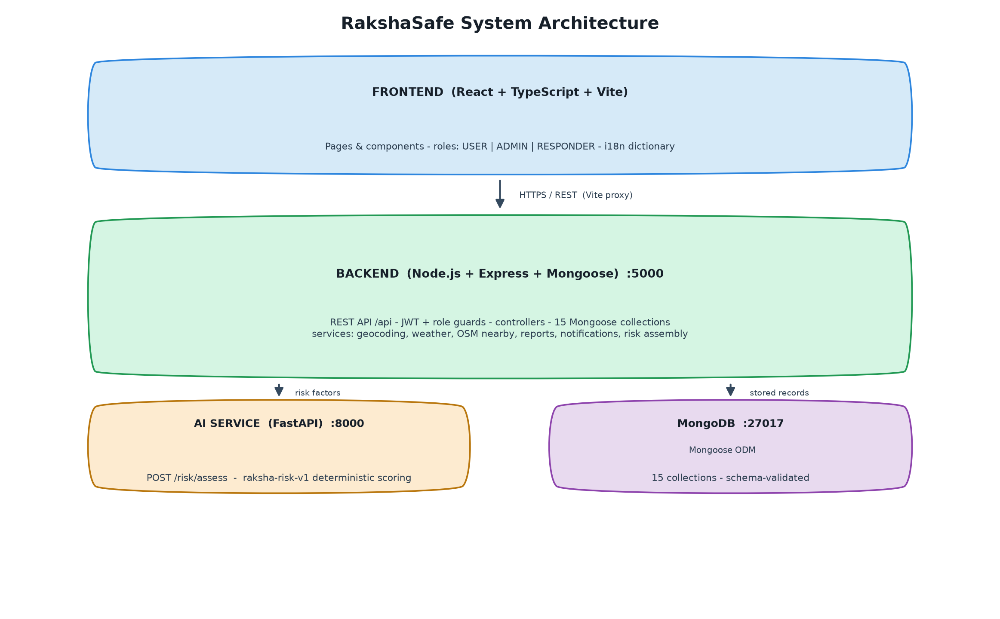 RakshaSafe System Architecture
FRONTEND  (React + TypeScript + Vite)
Pages & components - roles: USER | ADMIN | RESPONDER - i18n dictionary
HTTPS / REST  (Vite proxy)
BACKEND  (Node.js + Express + Mongoose)  :5000
REST API /api - JWT + role guards - controllers - 15 Mongoose collections
services: geocoding, weather, OSM nearby, reports, notifications, risk assembly
risk factors
stored records
AI SERVICE  (FastAPI)  :8000
POST /risk/assess  -  raksha-risk-v1 deterministic scoring
MongoDB  :27017
Mongoose ODM
15 collections - schema-validated